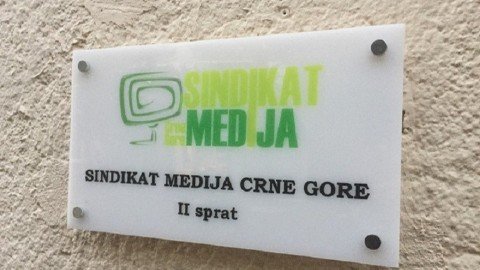 SINDIKAT
MEDIJA
SINDIKAT MEDIJA CRNE GORE
II sprat